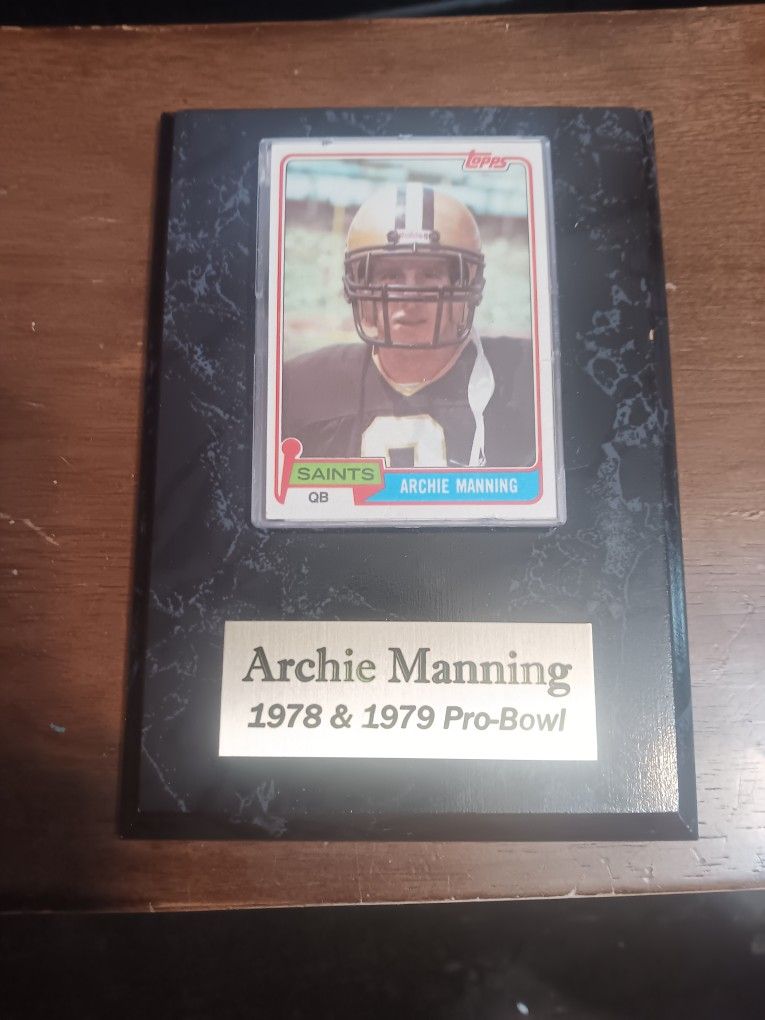 Topps
SAINTS
QB
ARCHIE MANNING
Archie Manning
1978 & 1979 Pro-Bowl